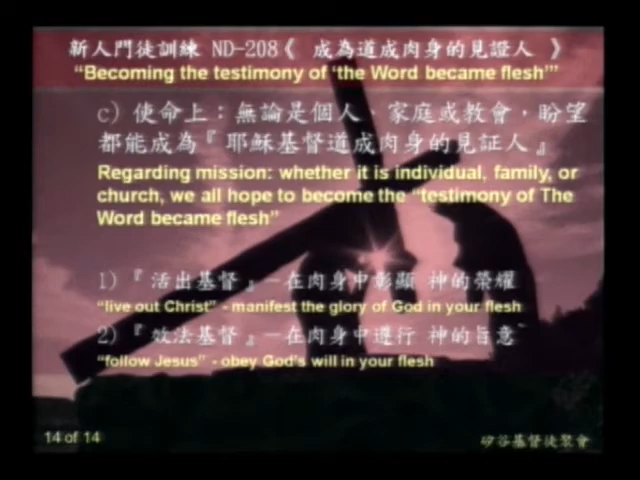 新人門徒訓練 ND-208《 成為道成肉身的見證人 》
“Becoming the testimony of ‘the Word became flesh’”
c) 使命上：無論是個人、家庭或教會，盼望
都能成為『耶穌基督道成肉身的見証人』
Regarding mission: whether it is individual, family, or
church, we all hope to become the “testimony of The
Word became flesh”
1) 『活出基督』—在肉身中彰顯 神的榮耀
“live out Christ” - manifest the glory of God in your flesh
2) 『效法基督』—在肉身中遵行 神的旨意
“follow Jesus” - obey God’s will in your flesh
14 of 14
矽谷基督徒聚會